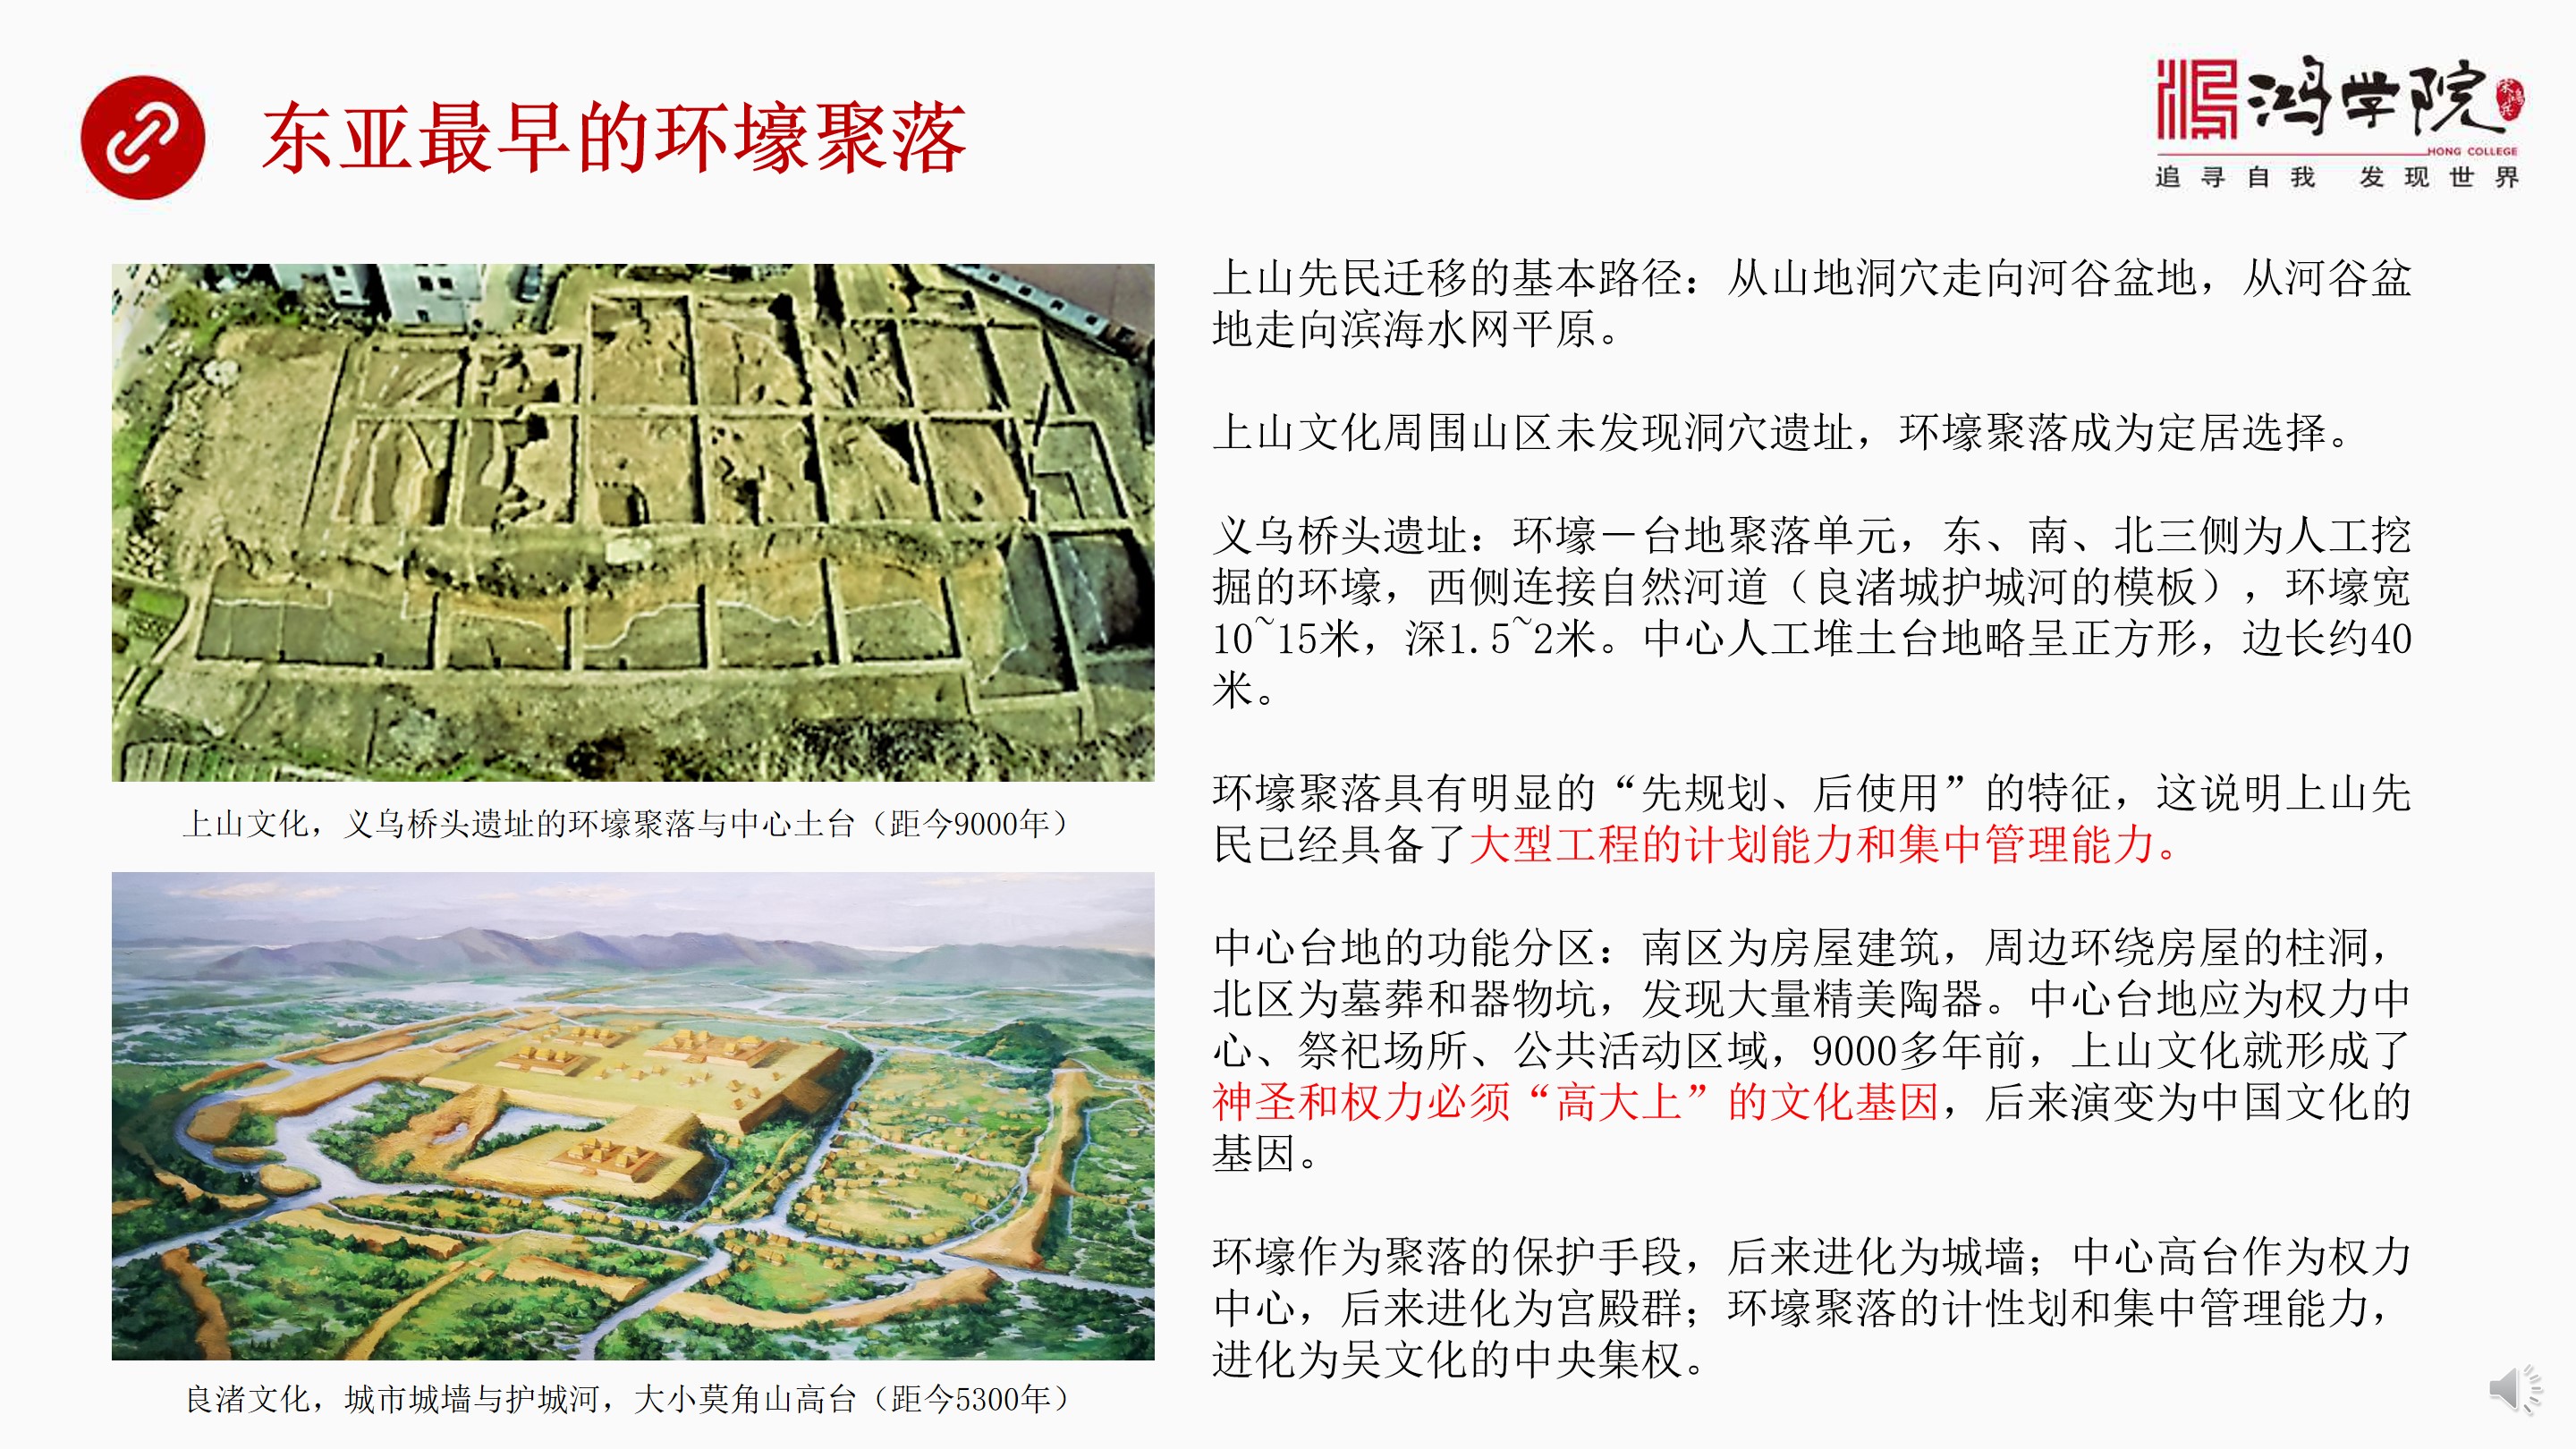 东亚最早的环壕聚落
鸿学院
HONG COLLEGE
追寻自我 发现世界
上山先民迁移的基本路径：从山地洞穴走向河谷盆地，从河谷盆
地走向滨海水网平原。
上山文化周围山区未发现洞穴遗址，环壕聚落成为定居选择。
义乌桥头遗址：环壕－台地聚落单元，东、南、北三侧为人工挖
掘的环壕，西侧连接自然河道（良渚城护城河的模板），环壕宽
10~15米，深1.5~2米。中心人工堆土台地略呈正方形，边长约40
米。
环壕聚落具有明显的“先规划、后使用”的特征，这说明上山先
民已经具备了大型工程的计划能力和集中管理能力。
中心台地的功能分区：南区为房屋建筑，周边环绕房屋的柱洞，
北区为墓葬和器物坑，发现大量精美陶器。中心台地应为权力中
心、祭祀场所、公共活动区域，9000多年前，上山文化就形成了
神圣和权力必须“高大上”的文化基因，后来演变为中国文化的
基因。
环壕作为聚落的保护手段，后来进化为城墙；中心高台作为权力
中心，后来进化为宫殿群；环壕聚落的计性划和集中管理能力，
进化为吴文化的中央集权。
上山文化，义乌桥头遗址的环壕聚落与中心土台（距今9000年）
良渚文化，城市城墙与护城河，大小莫角山高台（距今5300年）